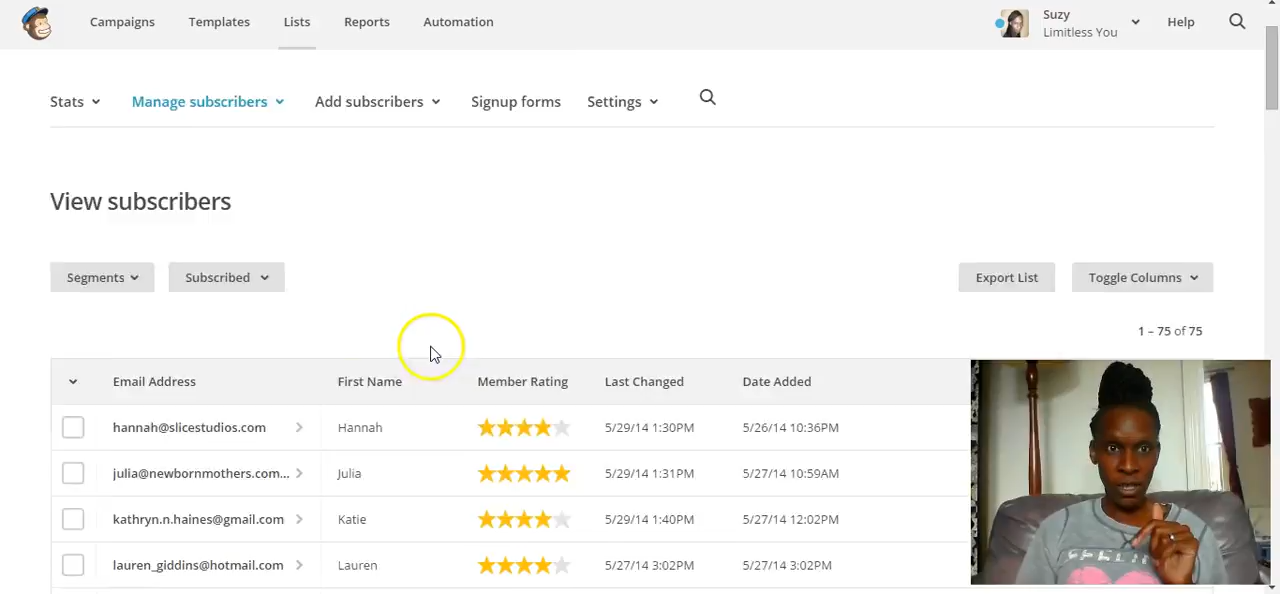 Campaigns Templates Lists Reports Automation Suzy Limitless You Help
Stats Manage subscribers Add subscribers Signup forms Settings
View subscribers
Segments Subscribed Export List Toggle Columns
1 – 75 of 75
Email Address First Name Member Rating Last Changed Date Added
hannah@slicestudios.com Hannah 5/29/14 1:30PM 5/26/14 10:36PM
julia@newbornmothers.com... Julia 5/29/14 1:31PM 5/27/14 10:59AM
kathryn.n.haines@gmail.com Katie 5/29/14 1:40PM 5/27/14 12:02PM
lauren_giddins@hotmail.com Lauren 5/27/14 3:02PM 5/27/14 3:02PM